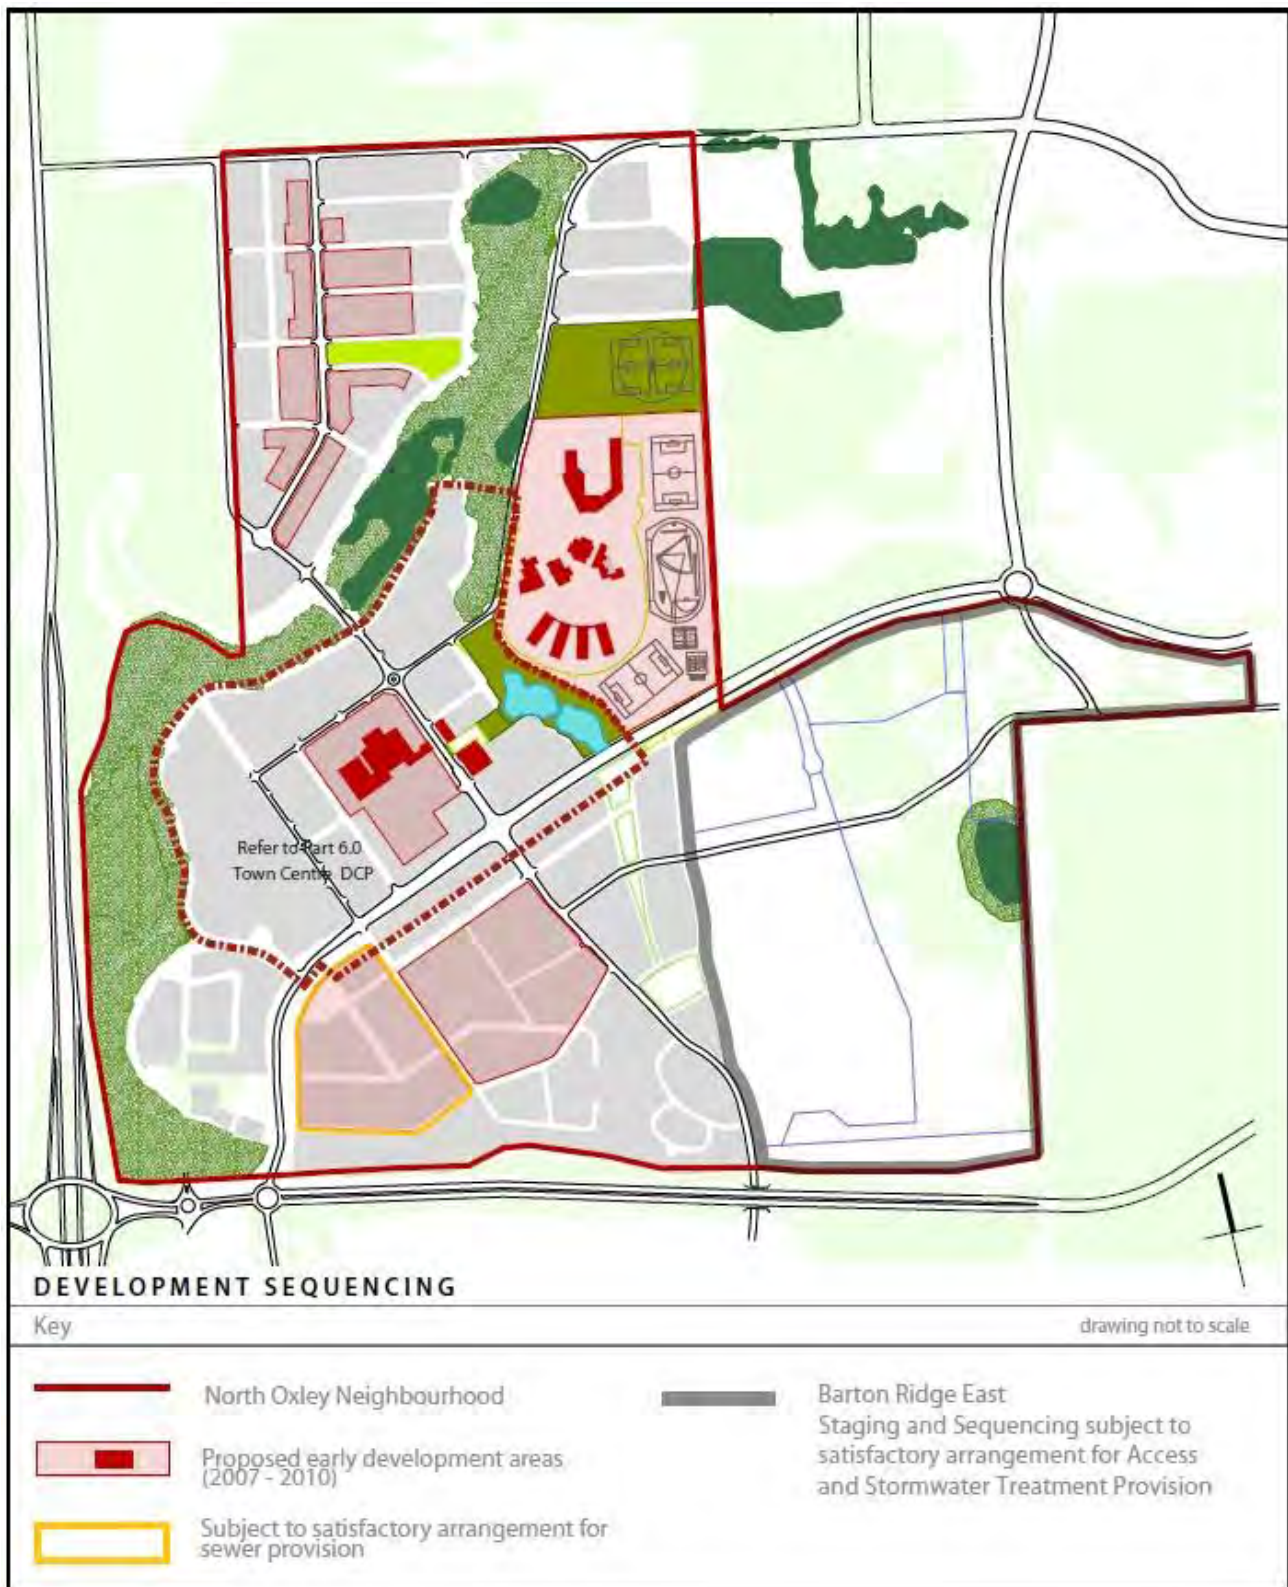 Refer to Part 6.0
Town Centre DCP
DEVELOPMENT SEQUENCING
Key
drawing not to scale
North Oxley Neighbourhood
Proposed early development areas
(2007 - 2010)
Subject to satisfactory arrangement for
sewer provision
Barton Ridge East
Staging and Sequencing subject to
satisfactory arrangement for Access
and Stormwater Treatment Provision